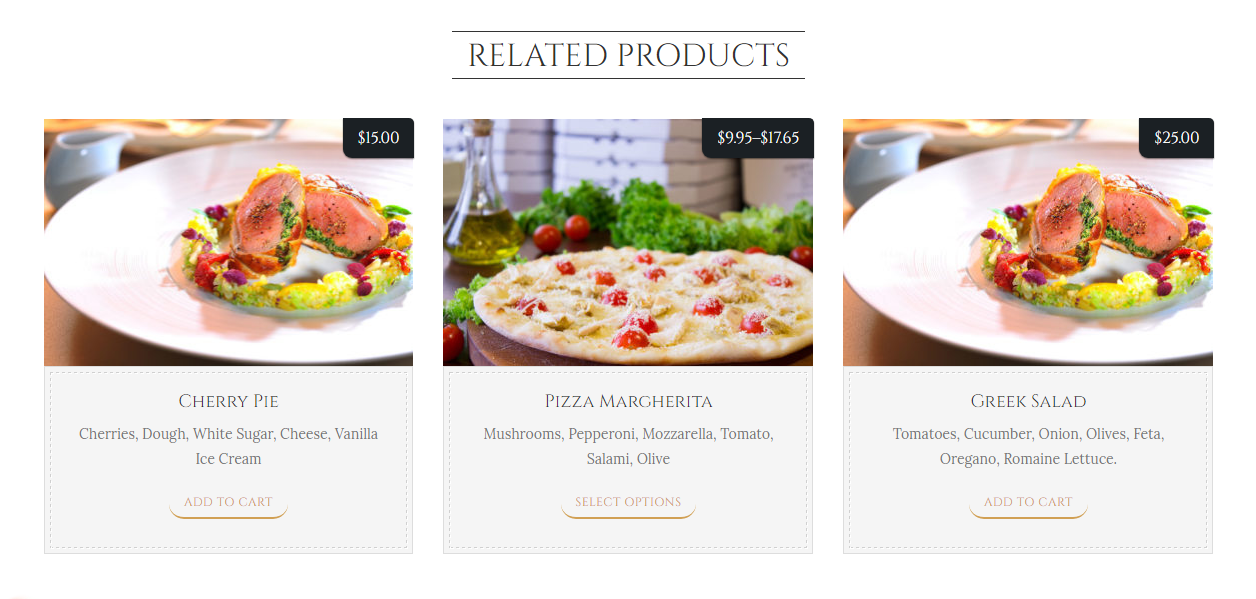 RELATED PRODUCTS
$15.00
$9.95–$17.65
$25.00
Cherry Pie
Cherries, Dough, White Sugar, Cheese, Vanilla
Ice Cream
ADD TO CART
Pizza Margherita
Mushrooms, Pepperoni, Mozzarella, Tomato,
Salami, Olive
SELECT OPTIONS
Greek Salad
Tomatoes, Cucumber, Onion, Olives, Feta,
Oregano, Romaine Lettuce.
ADD TO CART